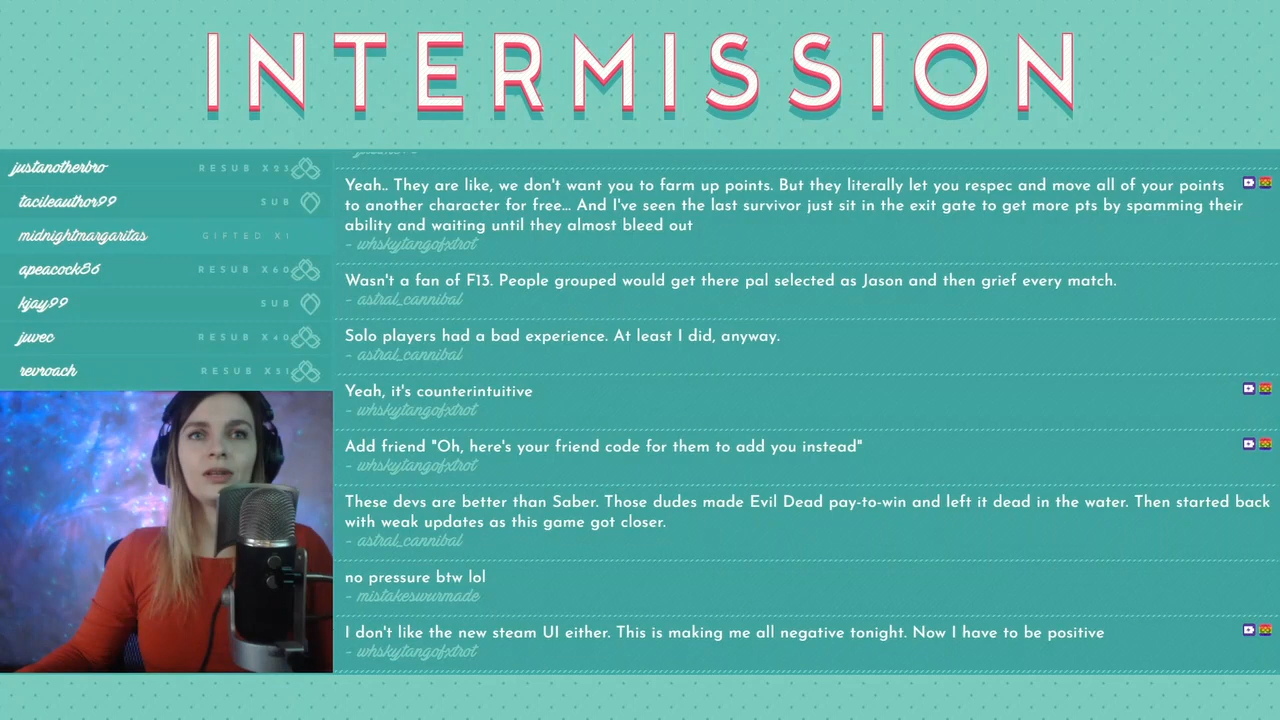 INTERMISSION
justanotherbro RESUB X23
tacileauthor99 SUB
midnightmargaritas GIFTED X1
apeacock86 RESUB X60
kjay99 SUB
juwec RESUB X40
revroach RESUB X51
Yeah.. They are like, we don't want you to farm up points. But they literally let you respec and move all of your points
to another character for free... And I've seen the last survivor just sit in the exit gate to get more pts by spamming their
ability and waiting until they almost bleed out
- whskytangofxtrot
Wasn't a fan of F13. People grouped would get there pal selected as Jason and then grief every match.
- astral_cannibal
Solo players had a bad experience. At least I did, anyway.
- astral_cannibal
Yeah, it's counterintuitive
- whskytangofxtrot
Add friend "Oh, here's your friend code for them to add you instead"
- whskytangofxtrot
These devs are better than Saber. Those dudes made Evil Dead pay-to-win and left it dead in the water. Then started back
with weak updates as this game got closer.
- astral_cannibal
no pressure btw lol
- mistakeswurmade
I don't like the new steam UI either. This is making me all negative tonight. Now I have to be positive
- whskytangofxtrot